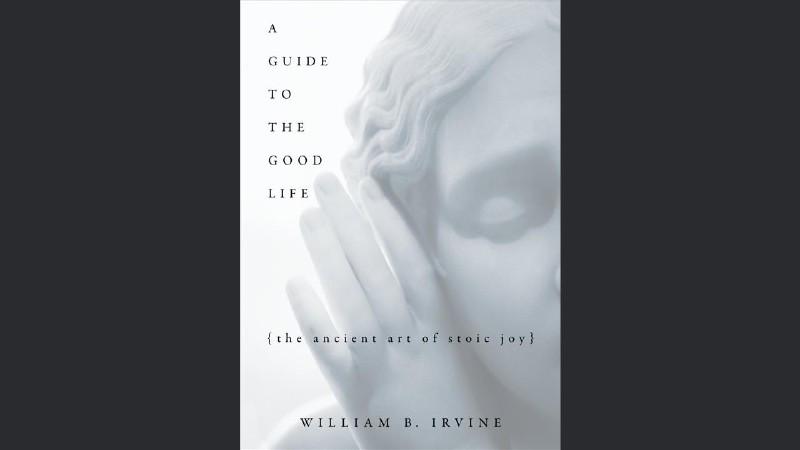 A
GUIDE
TO
THE
GOOD
LIFE
{the ancient art of stoic joy}
WILLIAM B. IRVINE